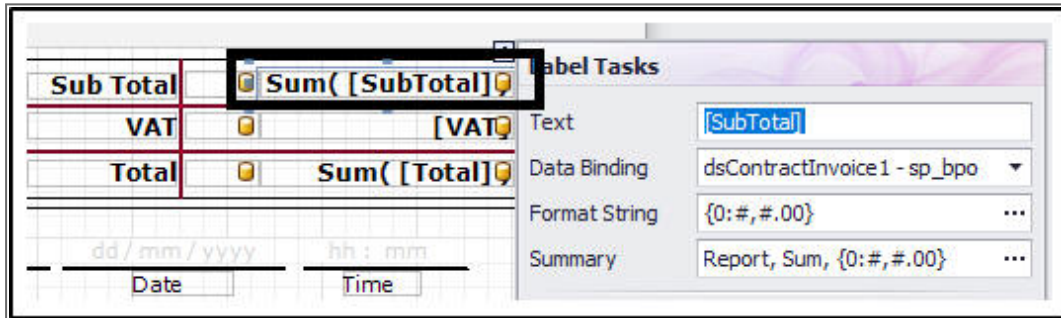 Sub Total Sum( [SubTotal]
VAT [VAT
Total Sum( [Total]
dd / mm / yyyy hh : mm
Date Time
Label Tasks
Text [SubTotal]
Data Binding dsContractInvoice1 - sp_bpo
Format String {0:#,#.00} ...
Summary Report, Sum, {0:#,#.00} ...